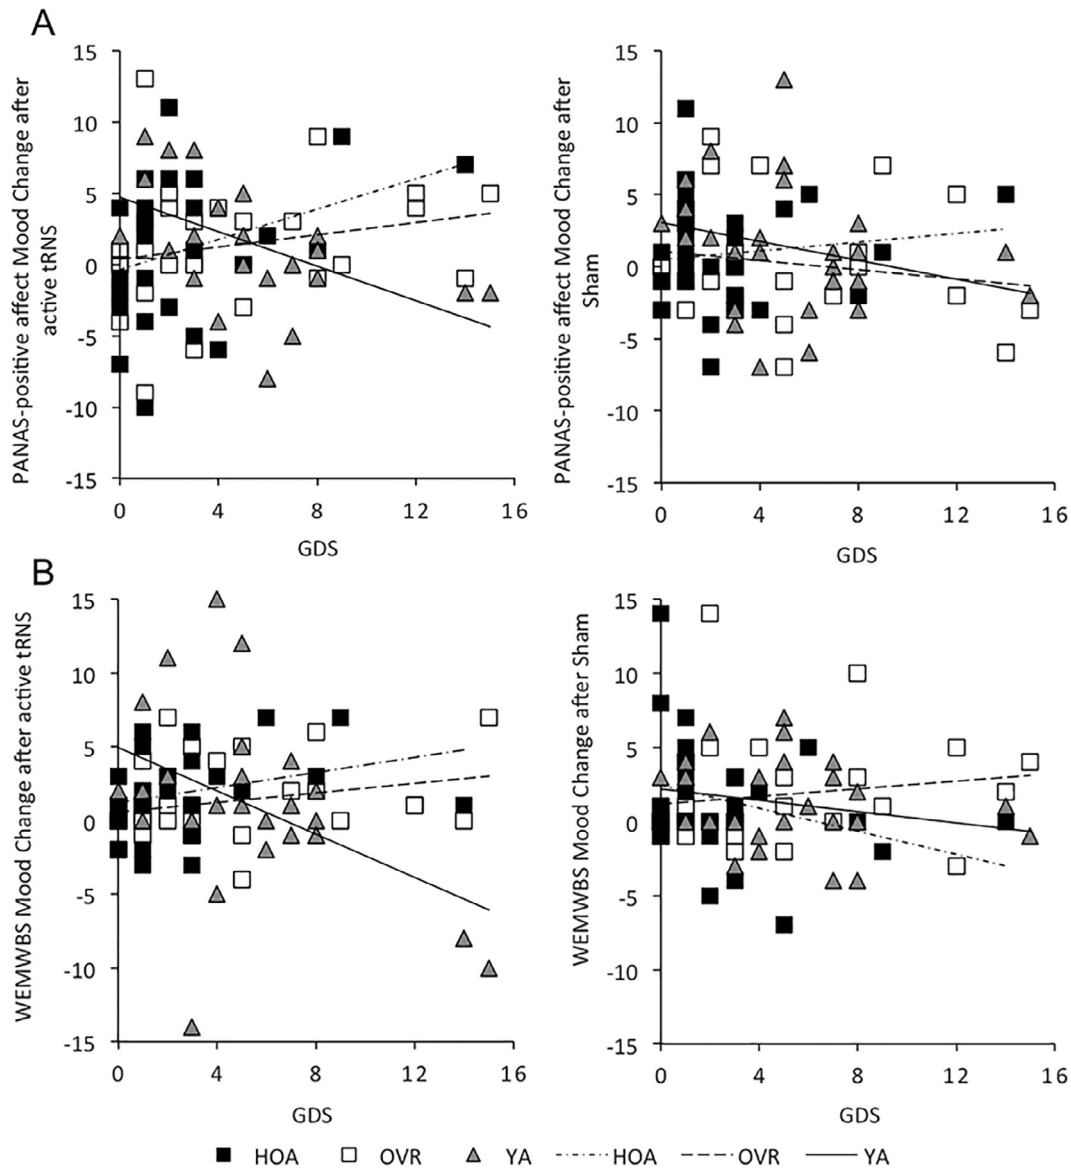 A
PANAS-positive affect Mood Change after
active tRNS
15
10
5
0
-5
-10
-15
0 4 8 12 16
GDS
PANAS-positive affect Mood Change after
Sham
15
10
5
0
-5
-10
-15
0 4 8 12 16
GDS
B
WEMWBS Mood Change after active tRNS
15
10
5
0
-5
-10
-15
0 4 8 12 16
GDS
WEMWBS Mood Change after Sham
15
10
5
0
-5
-10
-15
0 4 8 12 16
GDS
HOA OVR YA HOA OVR YA